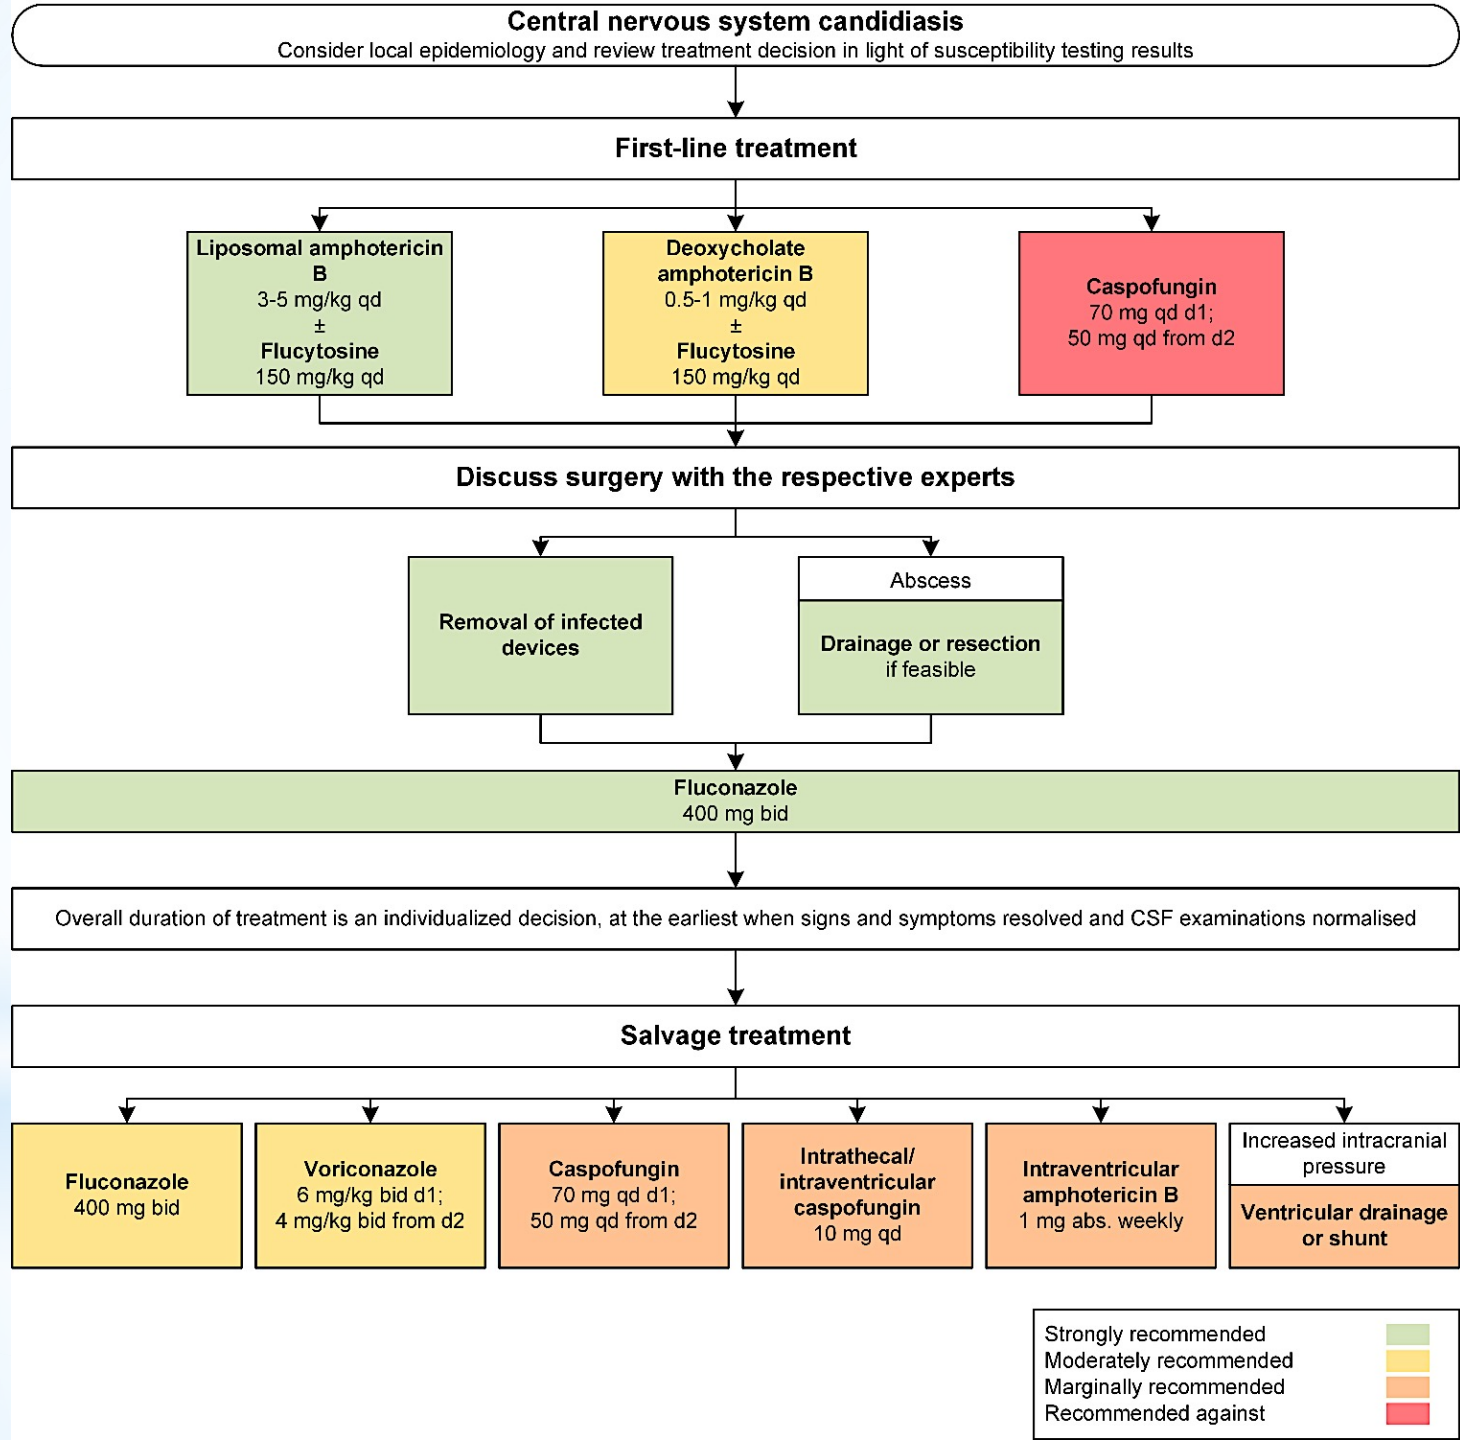 Central nervous system candidiasis
Consider local epidemiology and review treatment decision in light of susceptibility testing results
First-line treatment
Liposomal amphotericin
B
3-5 mg/kg qd
±
Flucytosine
150 mg/kg qd
Deoxycholate
amphotericin B
0.5-1 mg/kg qd
±
Flucytosine
150 mg/kg qd
Caspofungin
70 mg qd d1;
50 mg qd from d2
Discuss surgery with the respective experts
Removal of infected
devices
Abscess
Drainage or resection
if feasible
Fluconazole
400 mg bid
Overall duration of treatment is an individualized decision, at the earliest when signs and symptoms resolved and CSF examinations normalised
Salvage treatment
Fluconazole
400 mg bid
Voriconazole
6 mg/kg bid d1;
4 mg/kg bid from d2
Caspofungin
70 mg qd d1;
50 mg qd from d2
Intrathecal/
intraventricular
caspofungin
10 mg qd
Intraventricular
amphotericin B
1 mg abs. weekly
Increased intracranial
pressure
Ventricular drainage
or shunt
Strongly recommended
Moderately recommended
Marginally recommended
Recommended against